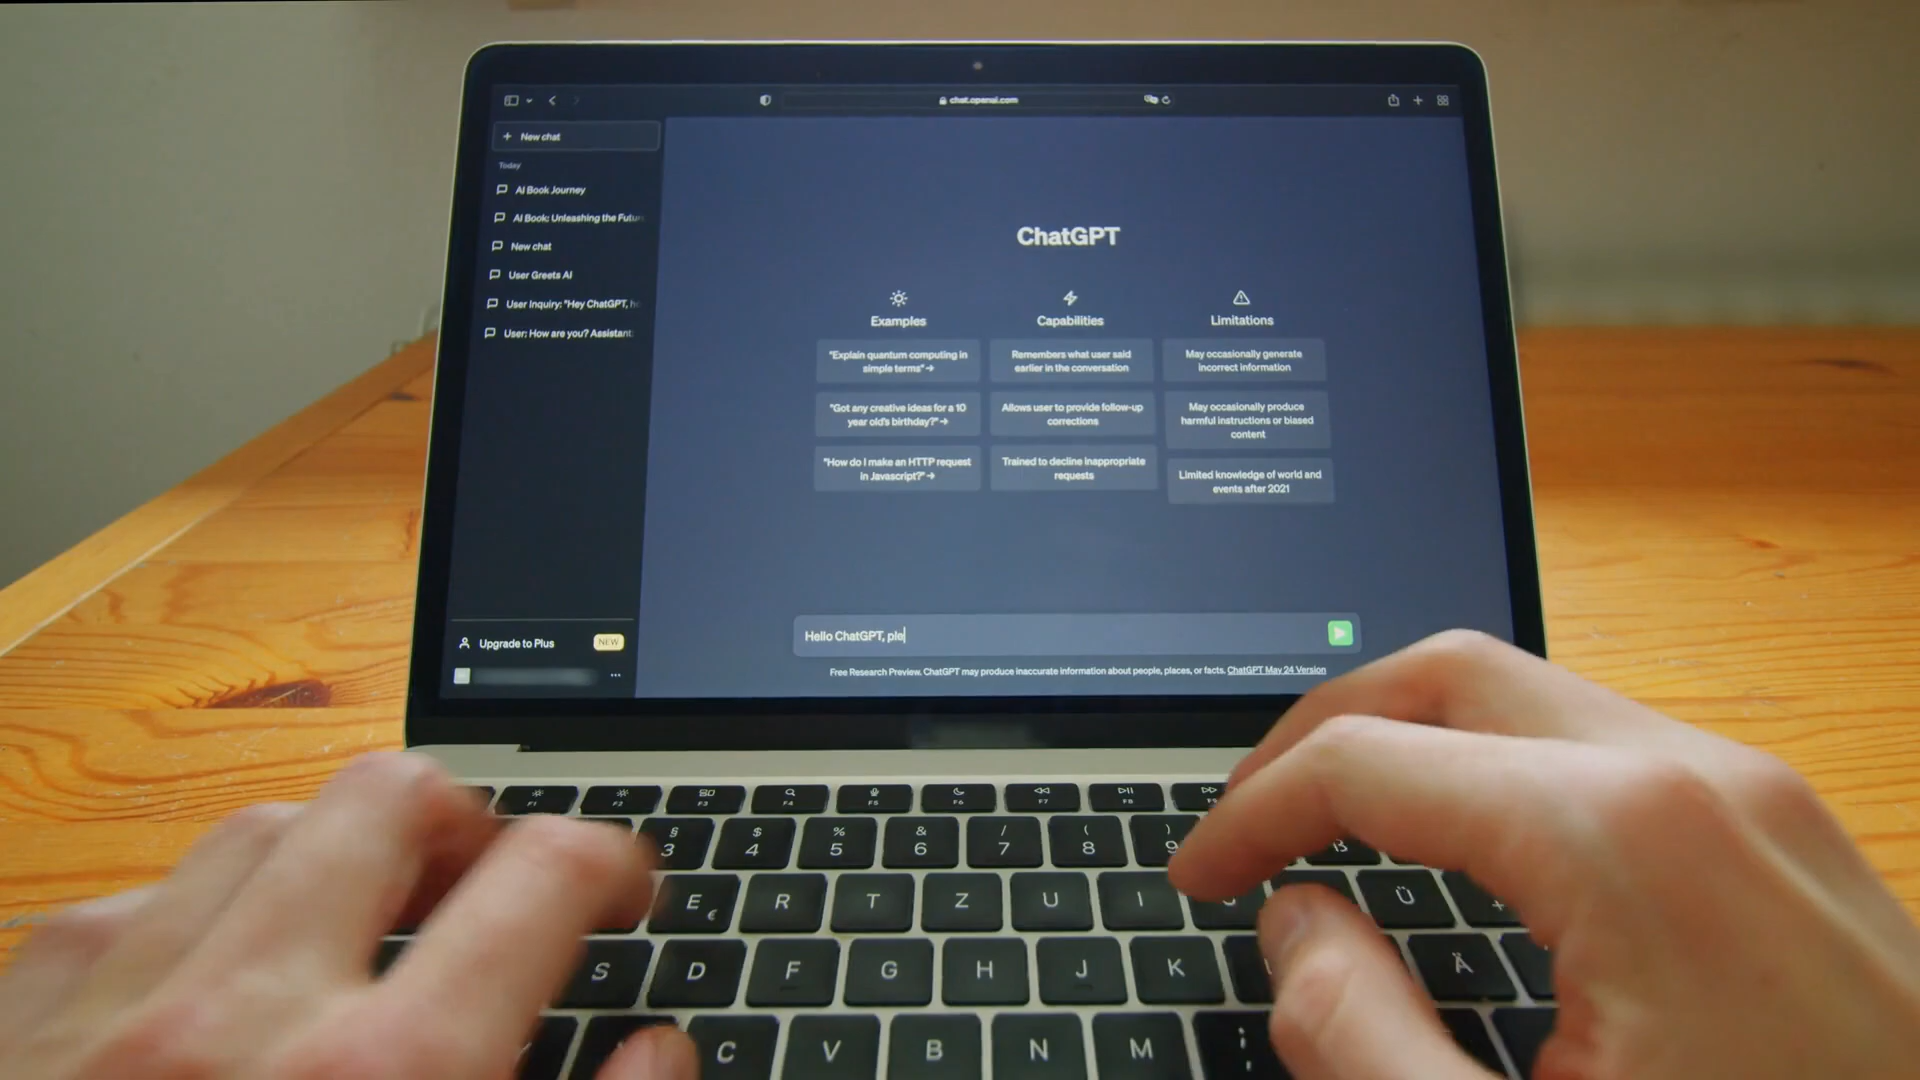 chat.openai.com
New chat
Today
AI Book Journey
AI Book: Unleashing the Futur
New chat
User Greets AI
User Inquiry: "Hey ChatGPT, h
User: How are you? Assistant:
Upgrade to Plus
NEW
ChatGPT
Examples
"Explain quantum computing in
simple terms" →
"Got any creative ideas for a 10
year old's birthday?" →
"How do I make an HTTP request
in Javascript?" →
Capabilities
Remembers what user said
earlier in the conversation
Allows user to provide follow-up
corrections
Trained to decline inappropriate
requests
Limitations
May occasionally generate
incorrect information
May occasionally produce
harmful instructions or biased
content
Limited knowledge of world and
events after 2021
Hello ChatGPT, ple
Free Research Preview. ChatGPT may produce inaccurate information about people, places, or facts. ChatGPT May 24 Version
F1 F2 F3 F4 F5 F6 F7 F8 F9
§ $ % & / ( )
3 4 5 6 7 8 9 ß
E € R T Z U I Ü +
S D F G H J K Ä
C V B N M ; :